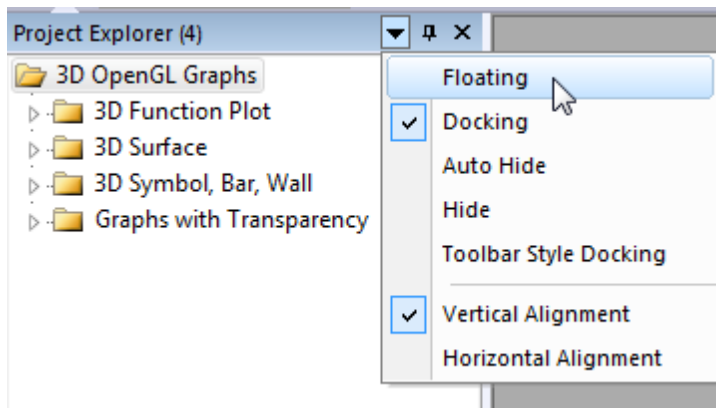 Project Explorer (4)
3D OpenGL Graphs
3D Function Plot
3D Surface
3D Symbol, Bar, Wall
Graphs with Transparency
Floating
Docking
Auto Hide
Hide
Toolbar Style Docking
Vertical Alignment
Horizontal Alignment